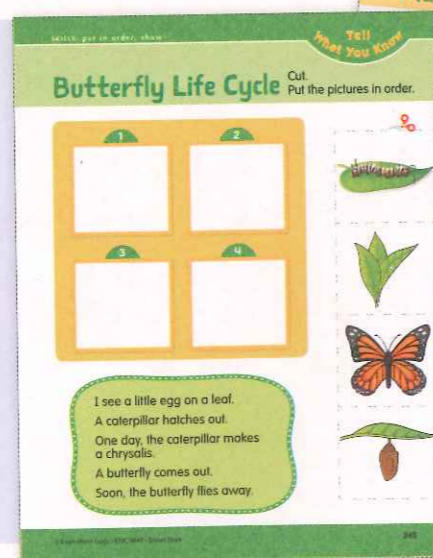 Tell
What You Know
Butterfly Life Cycle
Cut.
Put the pictures in order.
1
2
3
4
I see a little egg on a leaf.
A caterpillar hatches out.
One day, the caterpillar makes
a chrysalis.
A butterfly comes out.
Soon, the butterfly flies away.